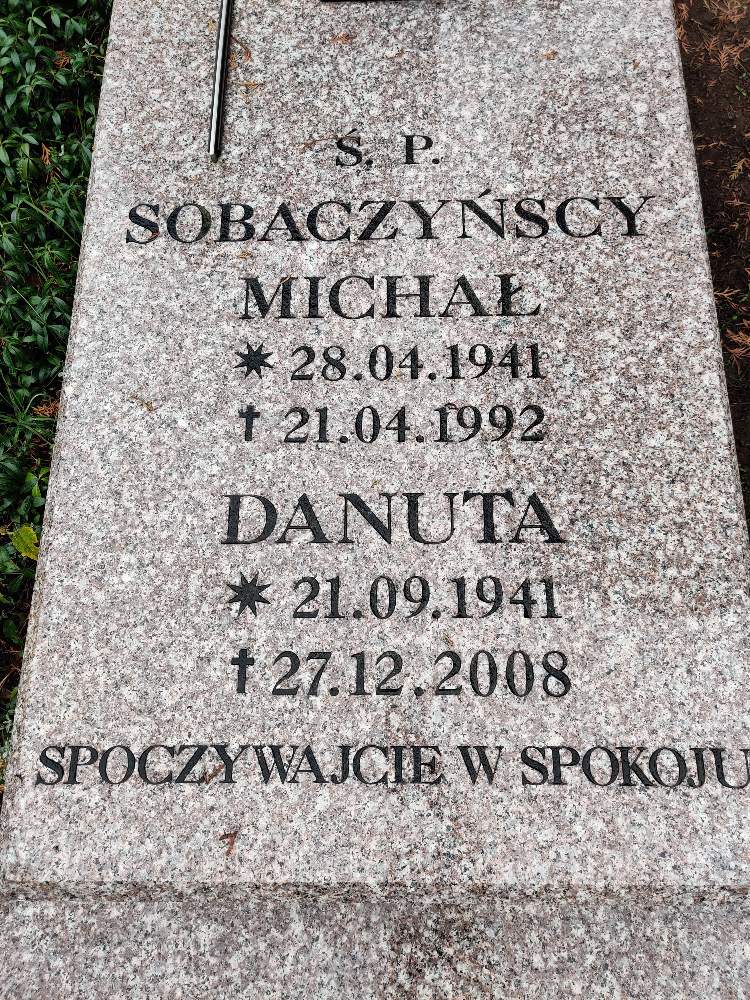 Ś. P.
SOBACZYŃSCY
MICHAŁ
* 28.04.1941
† 21.04.1992
DANUTA
* 21.09.1941
† 27.12.2008
SPOCZYWAJCIE W SPOKOJU